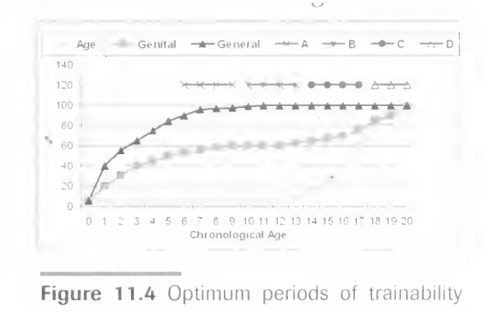 Age Genital General A B C D
140
120
100
80
60
40
20
0
0 1 2 3 4 5 6 7 8 9 10 11 12 13 14 15 16 17 18 19 20
Chronological Age
Figure 11.4 Optimum periods of trainability